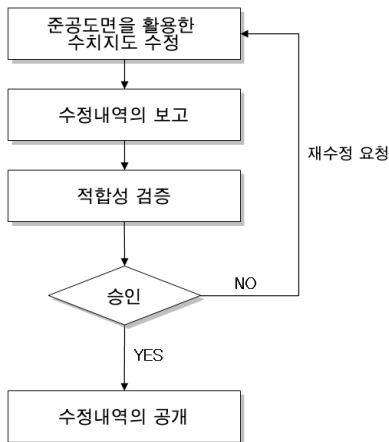 준공도면을 활용한
수치지도 수정
수정내역의 보고
재수정 요청
적합성 검증
승인
NO
YES
수정내역의 공개